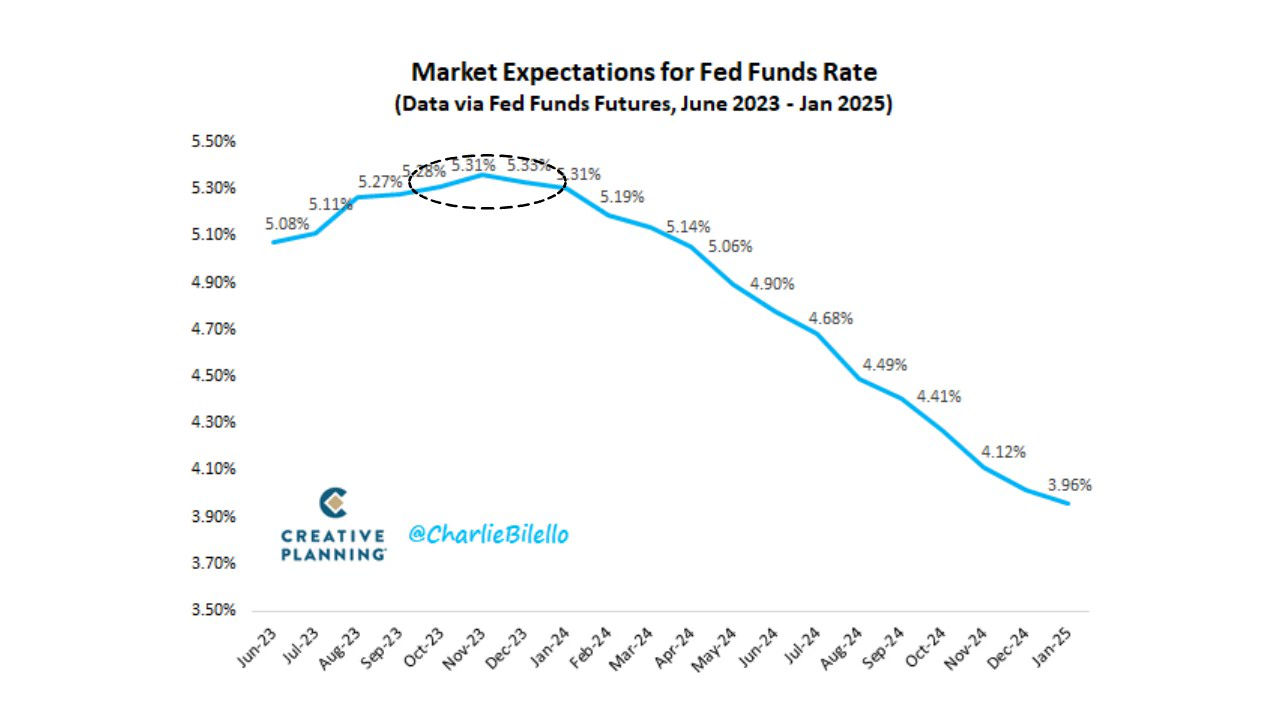 Market Expectations for Fed Funds Rate
(Data via Fed Funds Futures, June 2023 - Jan 2025)
5.50%
5.30%
5.10%
4.90%
4.70%
4.50%
4.30%
4.10%
3.90%
3.70%
3.50%
5.08%
5.11%
5.27%
5.28%
5.31%
5.33%
5.31%
5.19%
5.14%
5.06%
4.90%
4.68%
4.49%
4.41%
4.12%
3.96%
CREATIVE
PLANNING
@CharlieBilello
Jun-23
Jul-23
Aug-23
Sep-23
Oct-23
Nov-23
Dec-23
Jan-24
Feb-24
Mar-24
Apr-24
May-24
Jun-24
Jul-24
Aug-24
Sep-24
Oct-24
Nov-24
Dec-24
Jan-25